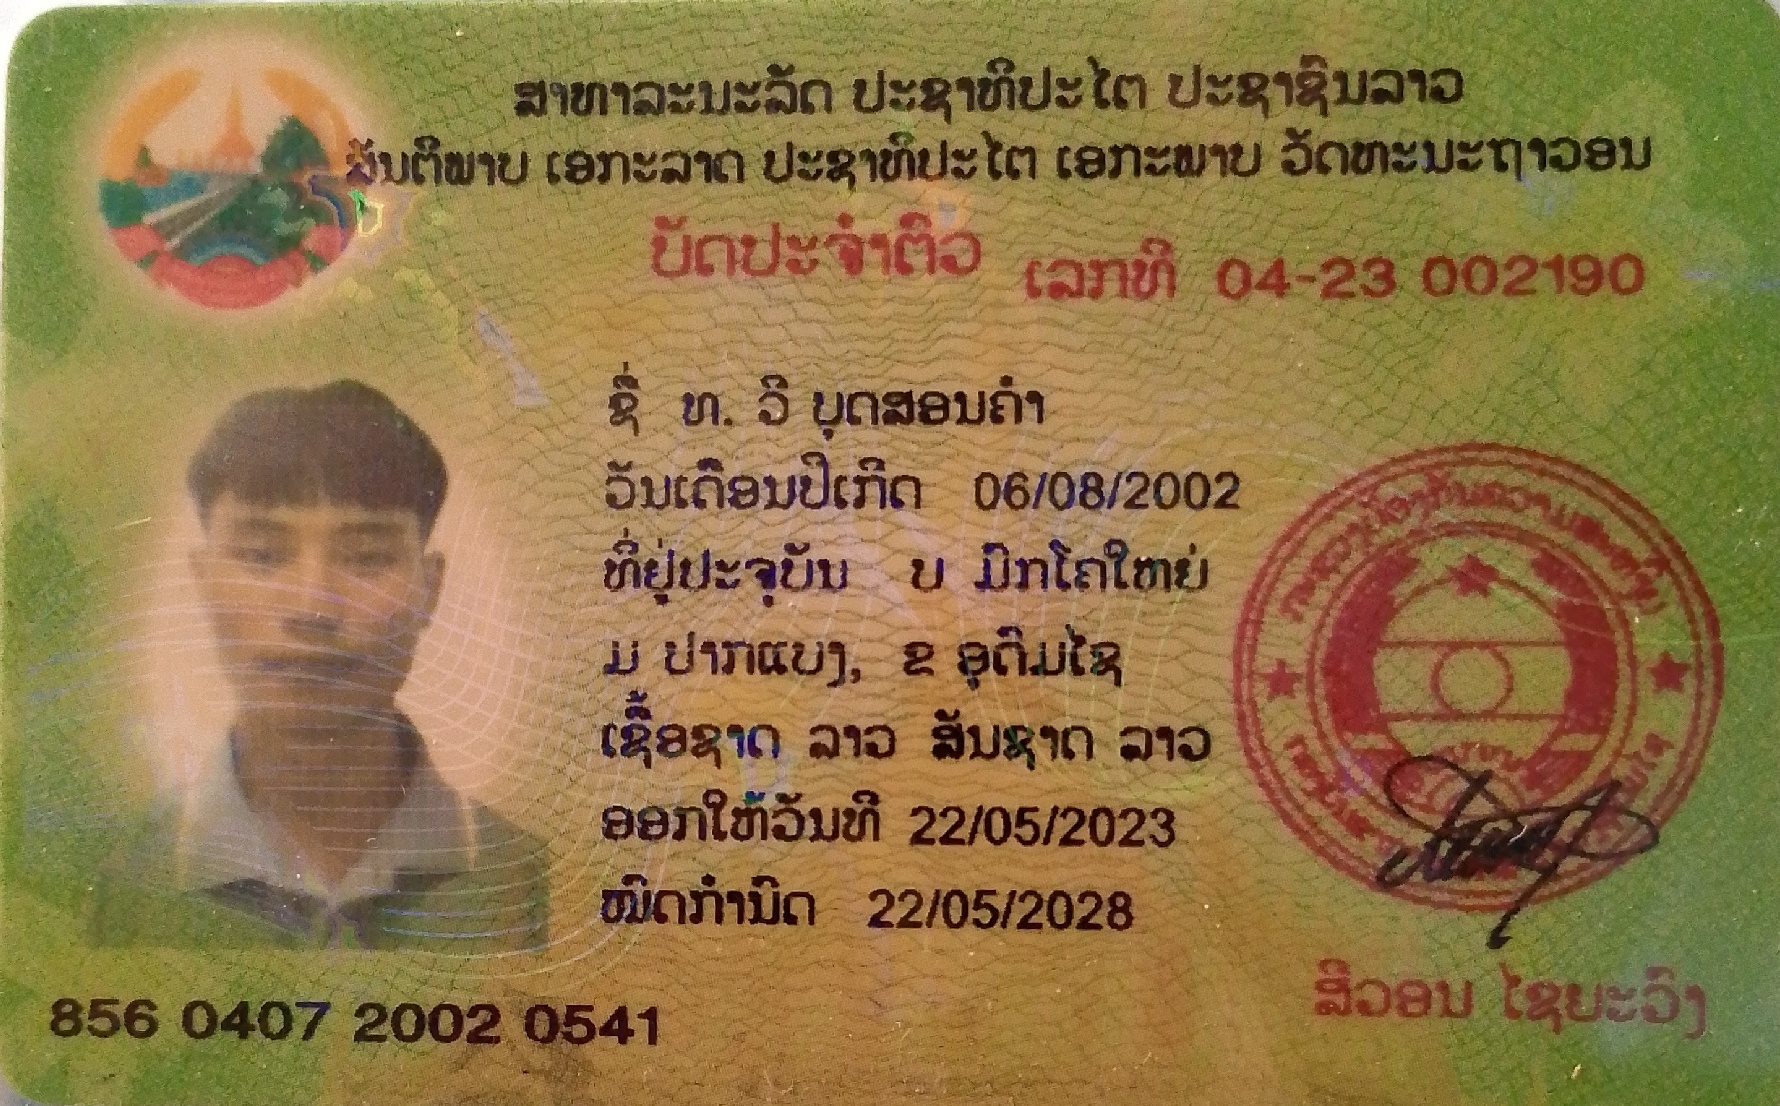 ສາທາລະນະລັດ ປະຊາທິປະໄຕ ປະຊາຊົນລາວ
ສັນຕິພາບ ເອກະລາດ ປະຊາທິປະໄຕ ເອກະພາບ ວັດທະນະຖາວອນ
ບັດປະຈຳຕົວ ເລກທີ 04-23 002190
ຊື່ ທ. ວີ ບຸດສອນຄຳ
ວັນເດືອນປີເກີດ 06/08/2002
ທີ່ຢູ່ປະຈຸບັນ ບ ມົກໂຄໃຫຍ່
ມ ປາກແບງ, ຂ ອຸດົມໄຊ
ເຊື້ອຊາດ ລາວ ສັນຊາດ ລາວ
ອອກໃຫ້ວັນທີ 22/05/2023
ໝົດກຳນົດ 22/05/2028
856 0407 2002 0541
ສີວອນ ໄຊຍະວົງ